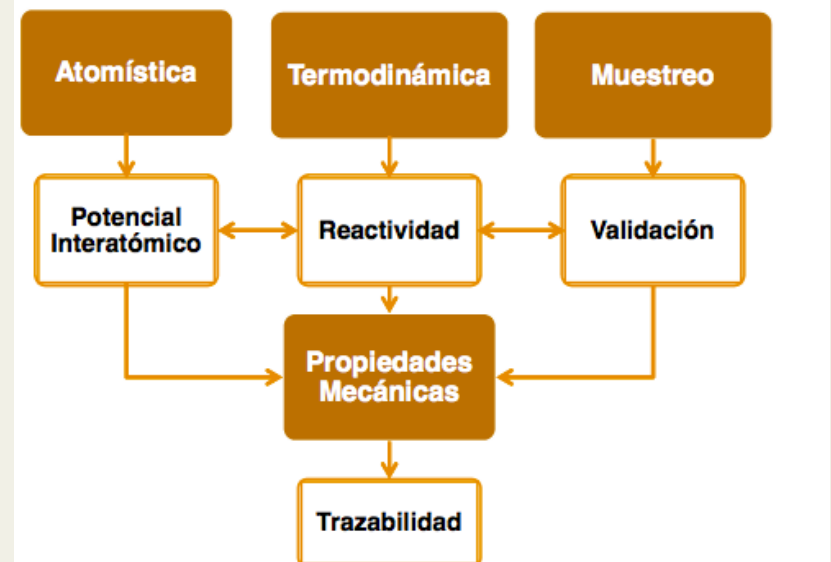 Atomística
Termodinámica
Muestreo
Potencial
Interatómico
Reactividad
Validación
Propiedades
Mecánicas
Trazabilidad